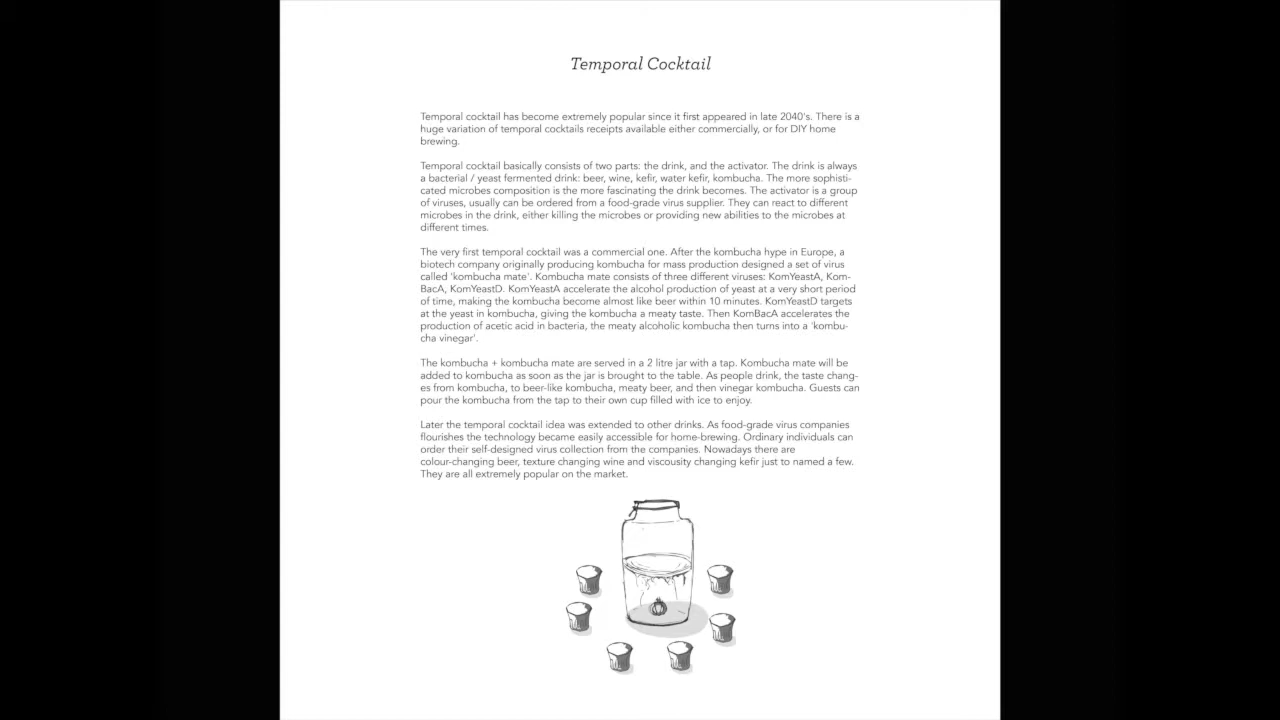 Temporal Cocktail
Temporal cocktail has become extremely popular since it first appeared in late 2040's. There is a
huge variation of temporal cocktails receipts available either commercially, or for DIY home
brewing.
Temporal cocktail basically consists of two parts: the drink, and the activator. The drink is always
a bacterial / yeast fermented drink: beer, wine, kefir, water kefir, kombucha. The more sophisti-
cated microbes composition is the more fascinating the drink becomes. The activator is a group
of viruses, usually can be ordered from a food-grade virus supplier. They can react to different
microbes in the drink, either killing the microbes or providing new abilities to the microbes at
different times.
The very first temporal cocktail was a commercial one. After the kombucha hype in Europe, a
biotech company originally producing kombucha for mass production designed a set of virus
called 'kombucha mate'. Kombucha mate consists of three different viruses: KomYeastA, Kom-
BacA, KomYeastD. KomYeastA accelerate the alcohol production of yeast at a very short period
of time, making the kombucha become almost like beer within 10 minutes. KomYeastD targets
at the yeast in kombucha, giving the kombucha a meaty taste. Then KomBacA accelerates the
production of acetic acid in bacteria, the meaty alcoholic kombucha then turns into a 'kombu-
cha vinegar'.
The kombucha + kombucha mate are served in a 2 litre jar with a tap. Kombucha mate will be
added to kombucha as soon as the jar is brought to the table. As people drink, the taste chang-
es from kombucha, to beer-like kombucha, meaty beer, and then vinegar kombucha. Guests can
pour the kombucha from the tap to their own cup filled with ice to enjoy.
Later the temporal cocktail idea was extended to other drinks. As food-grade virus companies
flourishes the technology became easily accessible for home-brewing. Ordinary individuals can
order their self-designed virus collection from the companies. Nowadays there are
colour-changing beer, texture changing wine and viscousity changing kefir just to named a few.
They are all extremely popular on the market.